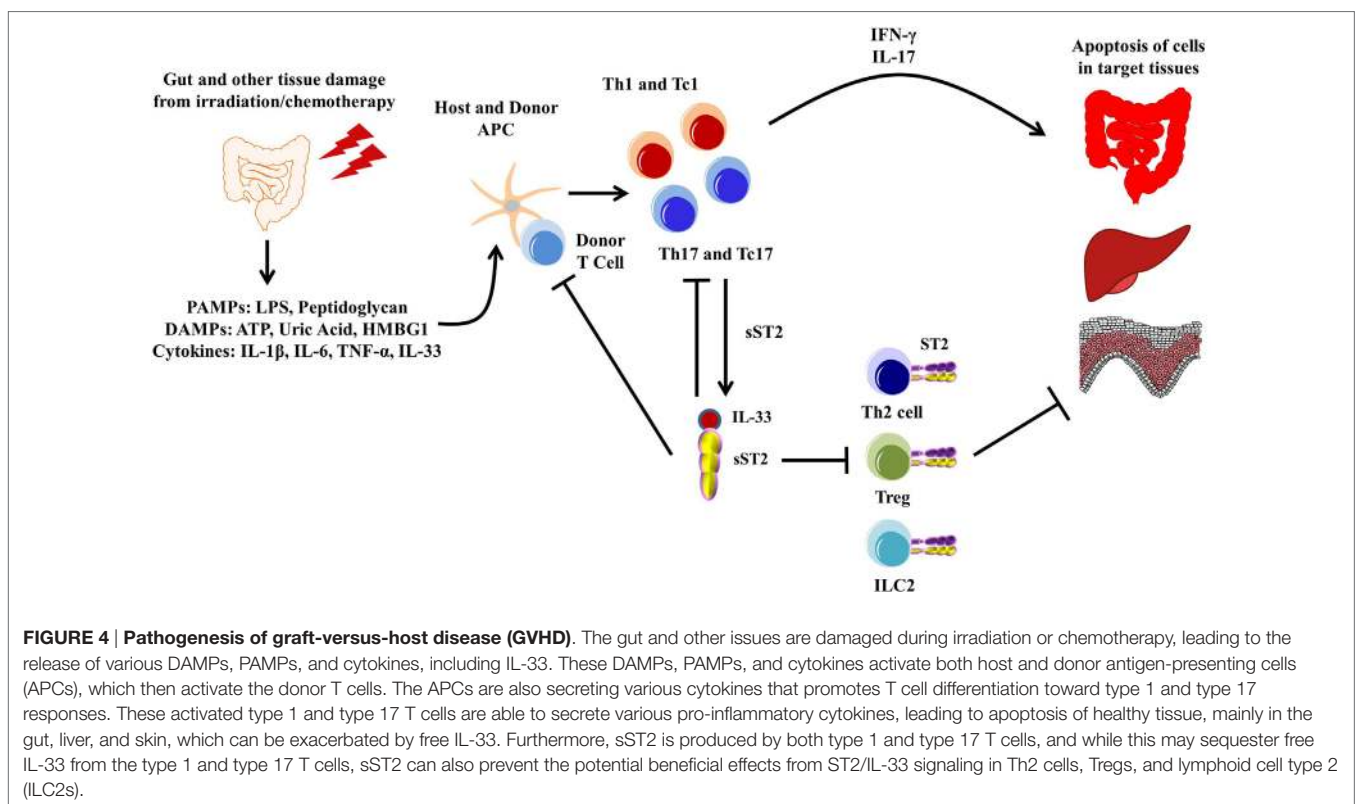 Gut and other tissue damage
from irradiation/chemotherapy
Host and Donor
APC
Th1 and Tc1
IFN-γ
IL-17
Apoptosis of cells
in target tissues
Donor
T Cell
Th17 and Tc17
PAMPs: LPS, Peptidoglycan
DAMPs: ATP, Uric Acid, HMBG1
Cytokines: IL-1β, IL-6, TNF-α, IL-33
sST2
ST2
Th2 cell
IL-33
sST2
Treg
ILC2
FIGURE 4 | Pathogenesis of graft-versus-host disease (GVHD). The gut and other issues are damaged during irradiation or chemotherapy, leading to the
release of various DAMPs, PAMPs, and cytokines, including IL-33. These DAMPs, PAMPs, and cytokines activate both host and donor antigen-presenting cells
(APCs), which then activate the donor T cells. The APCs are also secreting various cytokines that promotes T cell differentiation toward type 1 and type 17
responses. These activated type 1 and type 17 T cells are able to secrete various pro-inflammatory cytokines, leading to apoptosis of healthy tissue, mainly in the
gut, liver, and skin, which can be exacerbated by free IL-33. Furthermore, sST2 is produced by both type 1 and type 17 T cells, and while this may sequester free
IL-33 from the type 1 and type 17 T cells, sST2 can also prevent the potential beneficial effects from ST2/IL-33 signaling in Th2 cells, Tregs, and lymphoid cell type 2
(ILC2s).